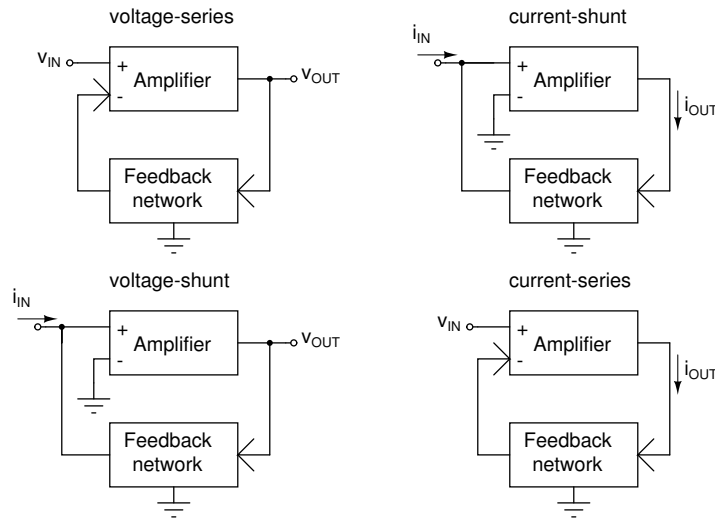 voltage-series
v_IN
+
-
Amplifier
v_OUT
Feedback
network
current-shunt
i_IN
+
-
Amplifier
i_OUT
Feedback
network
voltage-shunt
i_IN
+
-
Amplifier
v_OUT
Feedback
network
current-series
v_IN
+
-
Amplifier
i_OUT
Feedback
network